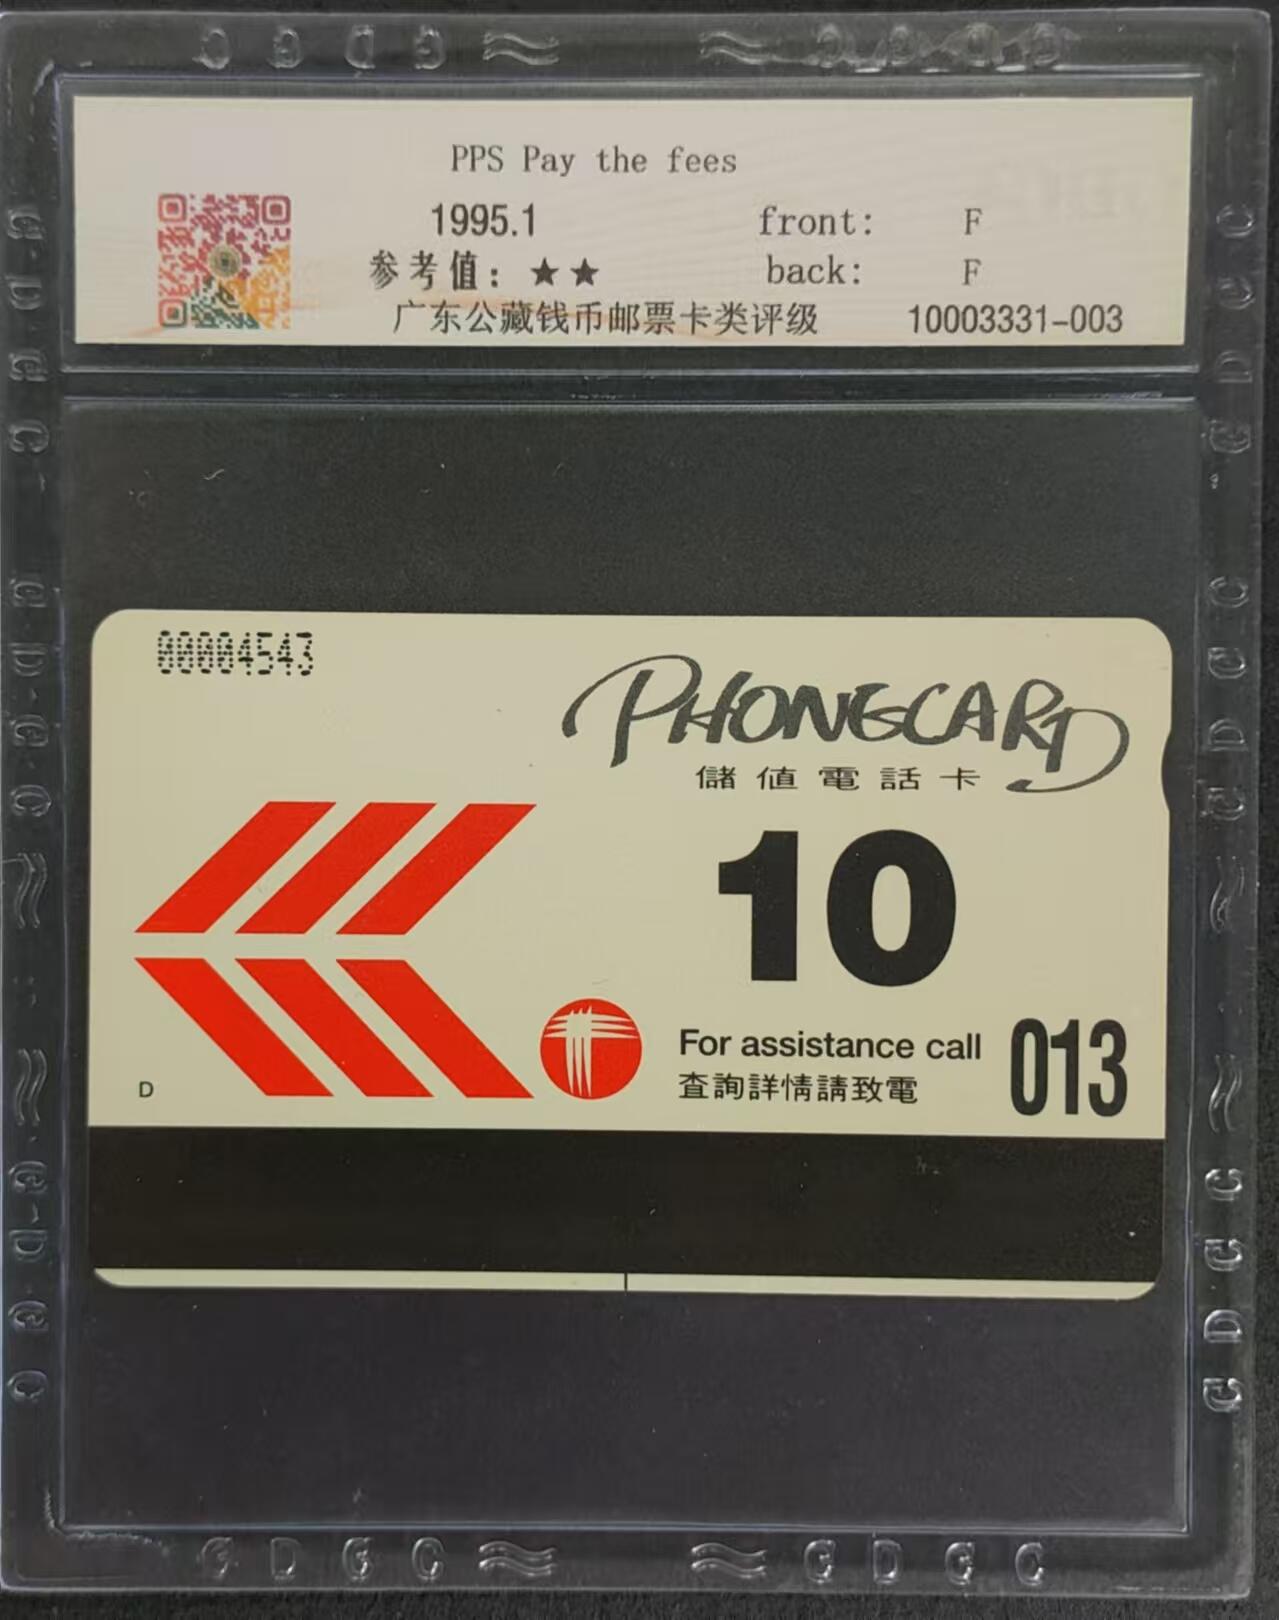 PPS Pay the fees
1995.1 front: F
参考值：★★ back: F
广东公藏钱币邮票卡类评级 10003331-003
00004543
PHONECARD
儲值電話卡
10
For assistance call 013
查詢詳情請致電
D
G D G C
G D G C